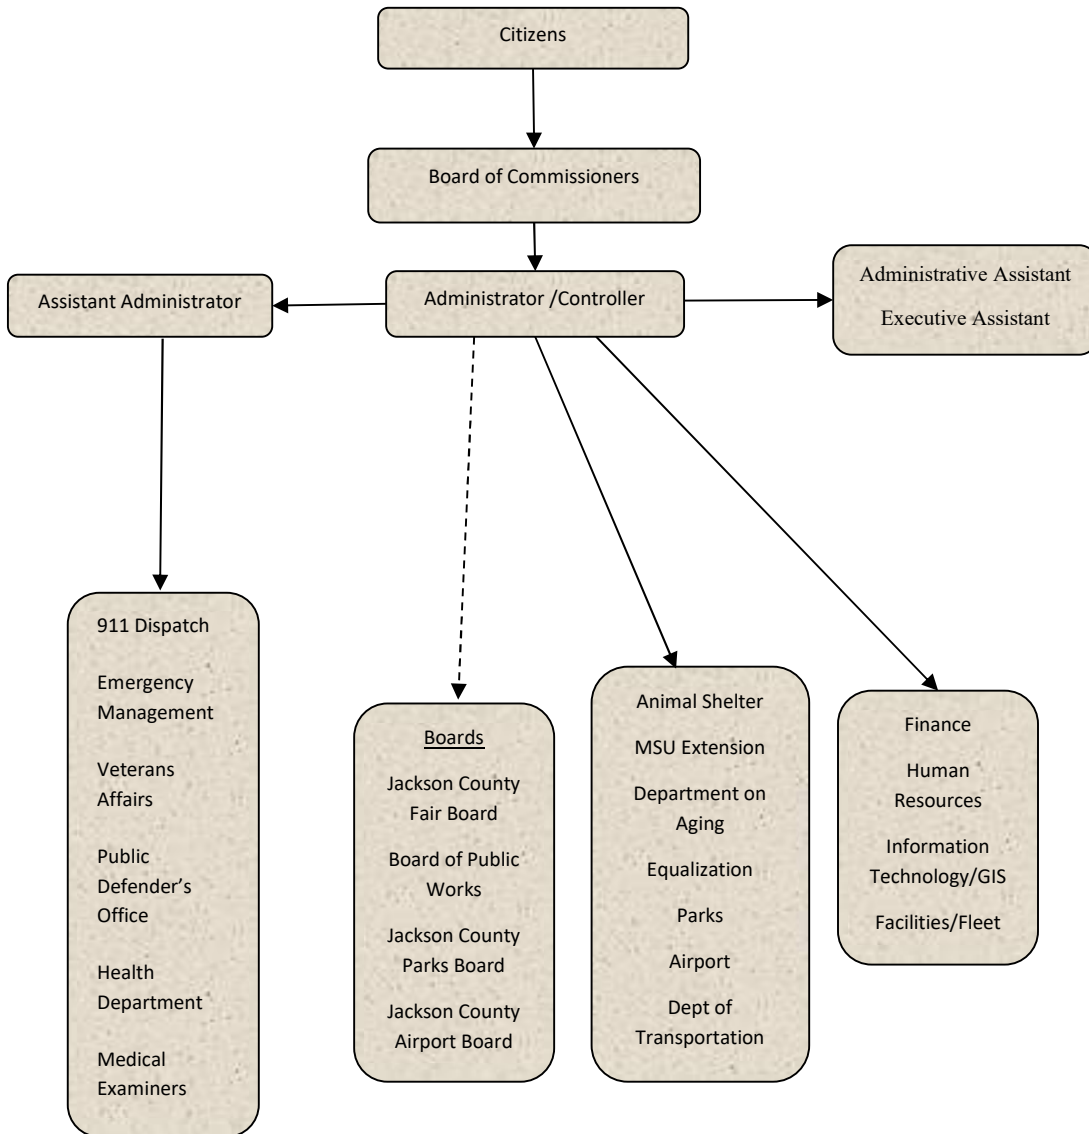 Citizens
Board of Commissioners
Assistant Administrator
Administrator /Controller
Administrative Assistant
Executive Assistant
911 Dispatch
Emergency
Management
Veterans
Affairs
Public
Defender’s
Office
Health
Department
Medical
Examiners
Boards
Jackson County
Fair Board
Board of Public
Works
Jackson County
Parks Board
Jackson County
Airport Board
Animal Shelter
MSU Extension
Department on
Aging
Equalization
Parks
Airport
Dept of
Transportation
Finance
Human
Resources
Information
Technology/GIS
Facilities/Fleet